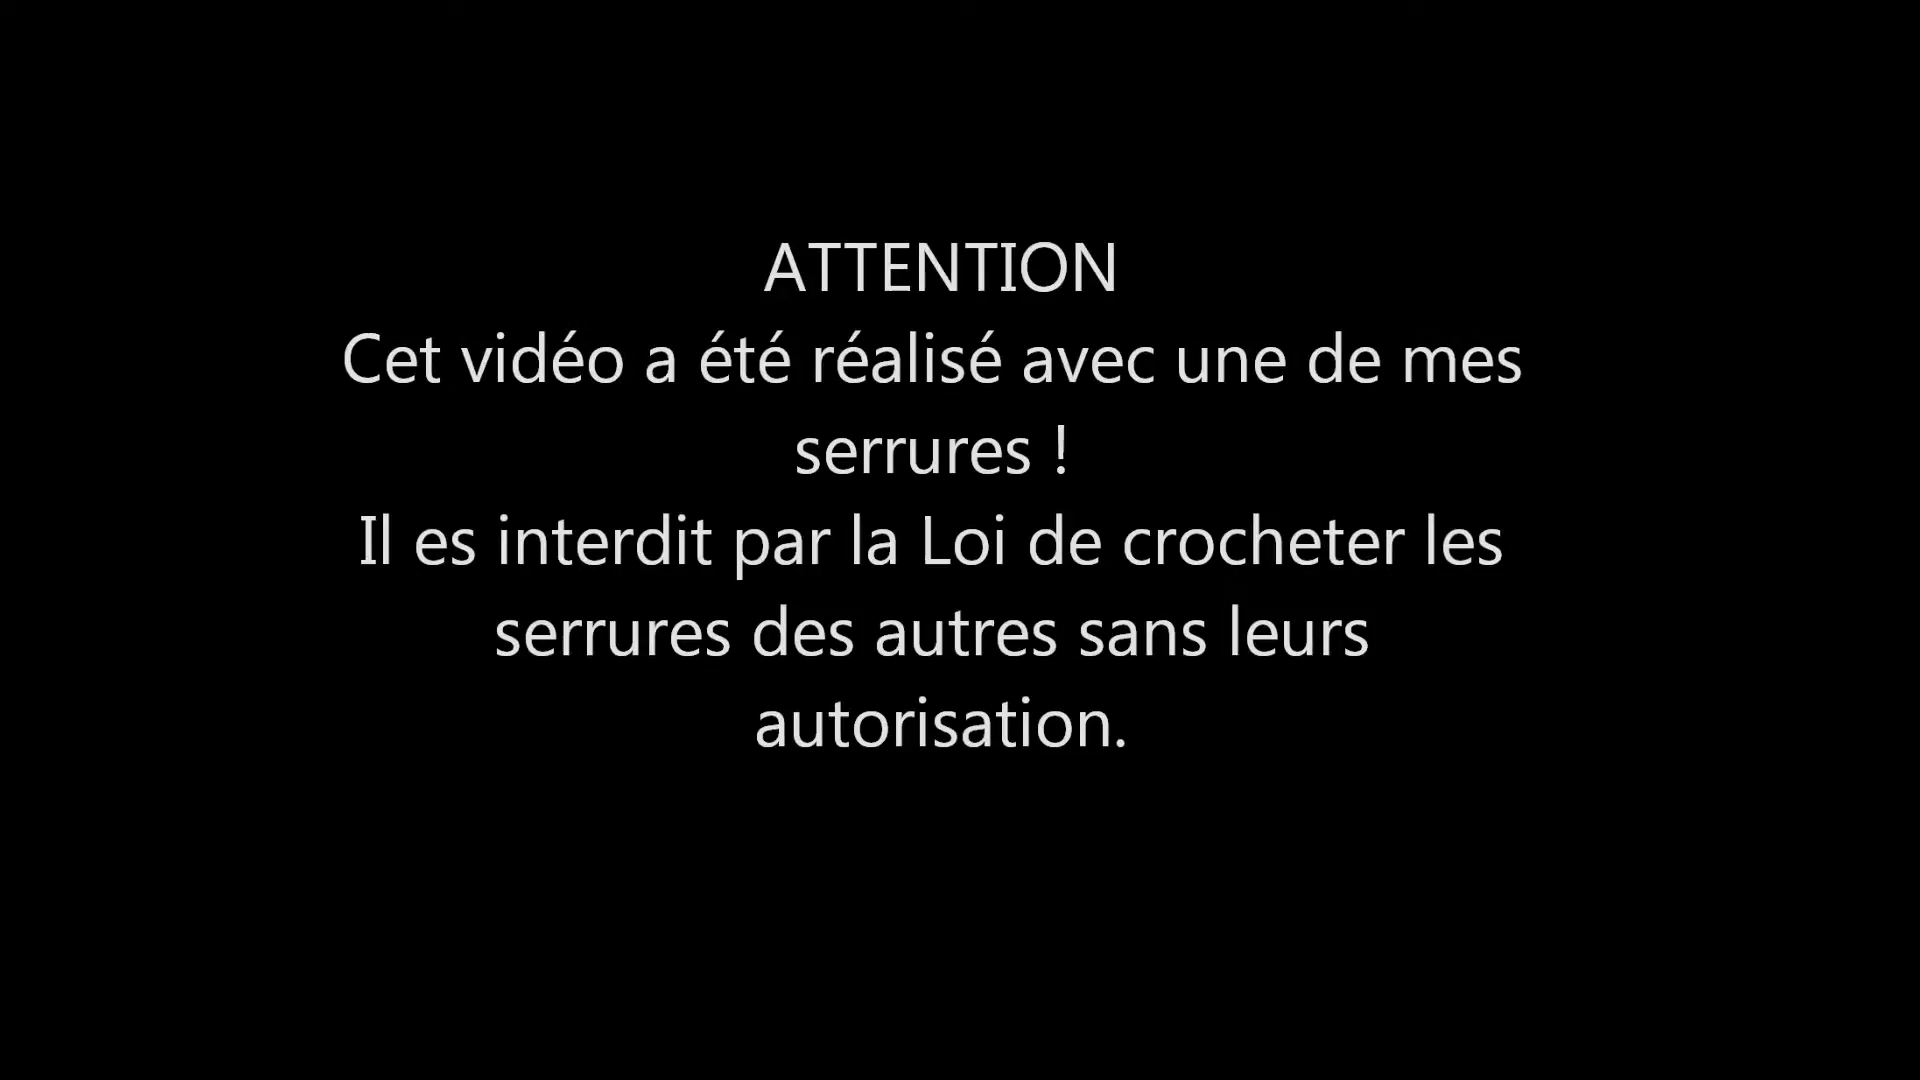 ATTENTION
Cet vidéo a été réalisé avec une de mes
serrures !
Il es interdit par la Loi de crocheter les
serrures des autres sans leurs
autorisation.